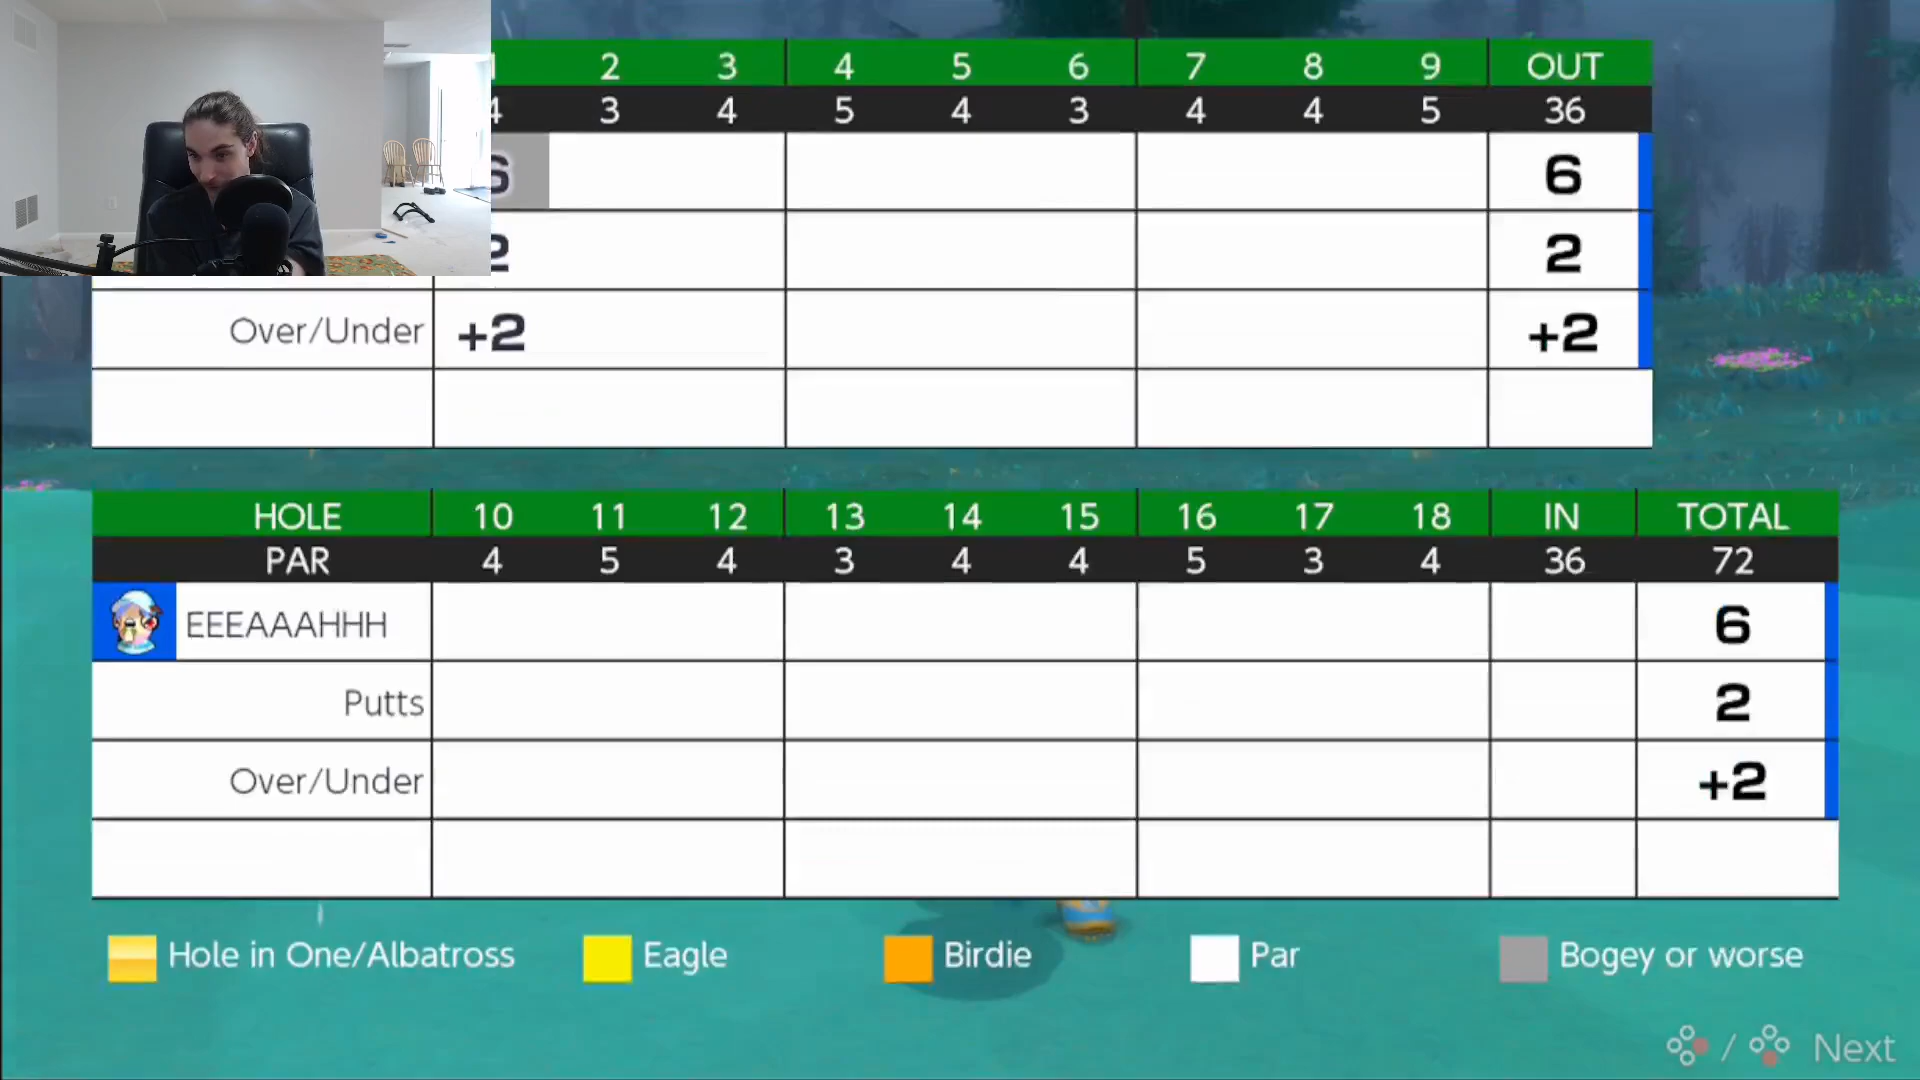 2 3 4 5 6 7 8 9 OUT
3 4 5 4 3 4 4 5 36
6 6
2 2
Over/Under +2 +2
HOLE 10 11 12 13 14 15 16 17 18 IN TOTAL
PAR 4 5 4 3 4 4 5 3 4 36 72
EEEAAAHHH 6
Putts 2
Over/Under +2
Hole in One/Albatross Eagle Birdie Par Bogey or worse
/ Next